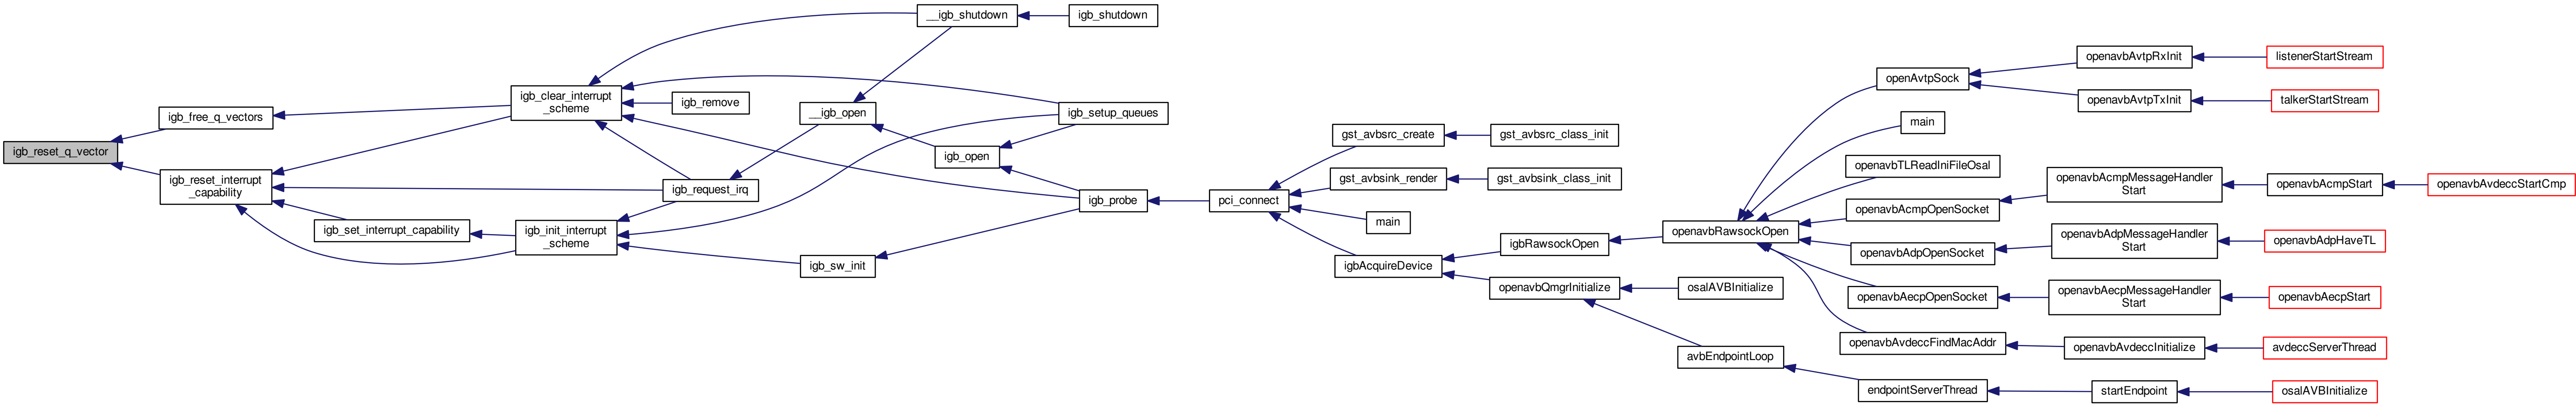 igb_reset_q_vector
igb_free_q_vectors
igb_reset_interrupt
_capability
igb_set_interrupt_capability
igb_clear_interrupt
_scheme
igb_init_interrupt
_scheme
igb_remove
igb_request_irq
__igb_open
igb_sw_init
__igb_shutdown
igb_open
igb_shutdown
igb_setup_queues
igb_probe
pci_connect
gst_avbsrc_create
gst_avbsink_render
main
igbAcquireDevice
gst_avbsrc_class_init
gst_avbsink_class_init
igbRawsockOpen
openavbQmgrInitialize
openavbRawsockOpen
osalAVBInitialize
avbEndpointLoop
openAvtpSock
main
openavbTLReadIniFileOsal
openavbAcmpOpenSocket
openavbAdpOpenSocket
openavbAecpOpenSocket
openavbAvdeccFindMacAddr
endpointServerThread
openavbAvtpRxInit
openavbAvtpTxInit
openavbAcmpMessageHandler
Start
openavbAdpMessageHandler
Start
openavbAecpMessageHandler
Start
openavbAvdeccInitialize
startEndpoint
listenerStartStream
talkerStartStream
openavbAcmpStart
openavbAvdeccStartCmp
openavbAdpHaveTL
openavbAecpStart
avdeccServerThread
osalAVBInitialize